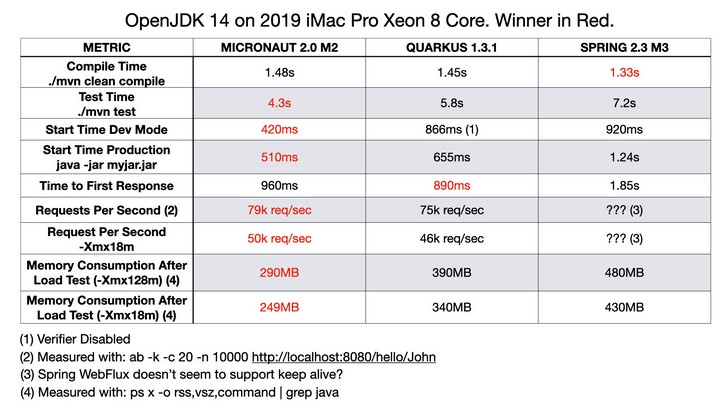 OpenJDK 14 on 2019 iMac Pro Xeon 8 Core. Winner in Red.
METRIC MICRONAUT 2.0 M2 QUARKUS 1.3.1 SPRING 2.3 M3
Compile Time
./mvn clean compile 1.48s 1.45s 1.33s
Test Time
./mvn test 4.3s 5.8s 7.2s
Start Time Dev Mode 420ms 866ms (1) 920ms
Start Time Production
java -jar myjar.jar 510ms 655ms 1.24s
Time to First Response 960ms 890ms 1.85s
Requests Per Second (2) 79k req/sec 75k req/sec ??? (3)
Request Per Second
-Xmx18m 50k req/sec 46k req/sec ??? (3)
Memory Consumption After
Load Test (-Xmx128m) (4) 290MB 390MB 480MB
Memory Consumption After
Load Test (-Xmx18m) (4) 249MB 340MB 430MB
(1) Verifier Disabled
(2) Measured with: ab -k -c 20 -n 10000 http://localhost:8080/hello/John
(3) Spring WebFlux doesn't seem to support keep alive?
(4) Measured with: ps x -o rss,vsz,command | grep java